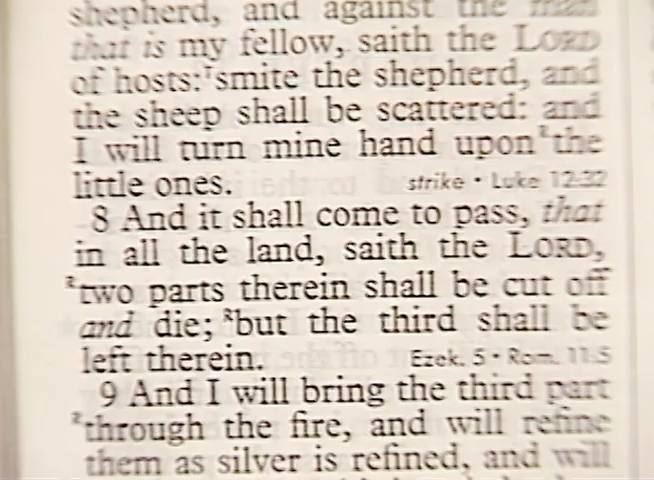 shepherd, and against the man
that is my fellow, saith the LORD
of hosts: smite the shepherd, and
the sheep shall be scattered: and
I will turn mine hand upon the
little ones. strike • Luke 12:32
8 And it shall come to pass, that
in all the land, saith the LORD,
two parts therein shall be cut off
and die; but the third shall be
left therein. Ezek. 5 • Rom. 11:5
9 And I will bring the third part
through the fire, and will refine
them as silver is refined, and will